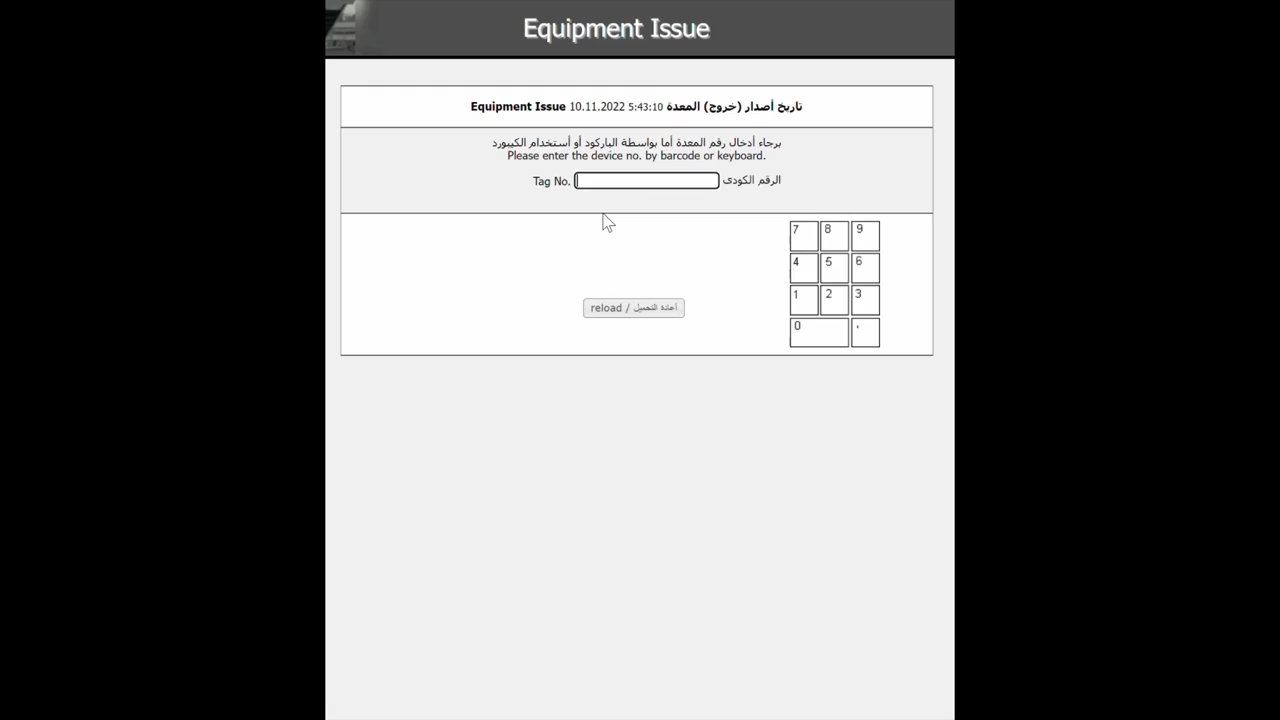 Equipment Issue
Equipment Issue 10.11.2022 5:43:10 تاريخ أصدار (خروج) المعدة
برجاء أدخال رقم المعدة أما بواسطة الباركود أو أستخدام الكيبورد
Please enter the device no. by barcode or keyboard.
Tag No. الرقم الكودى
7 8 9
4 5 6
reload / أعادة التحميل
1 2 3
0 ,